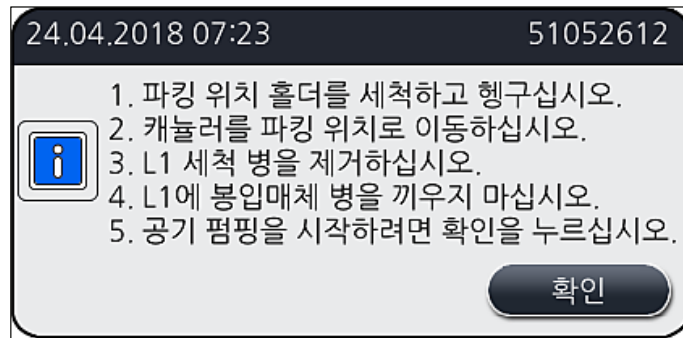 24.04.2018 07:23 51052612
1. 파킹 위치 홀더를 세척하고 헹구십시오.
2. 캐뉼러를 파킹 위치로 이동하십시오.
3. L1 세척 병을 제거하십시오.
4. L1에 봉입매체 병을 끼우지 마십시오.
5. 공기 펌핑을 시작하려면 확인을 누르십시오.
확인